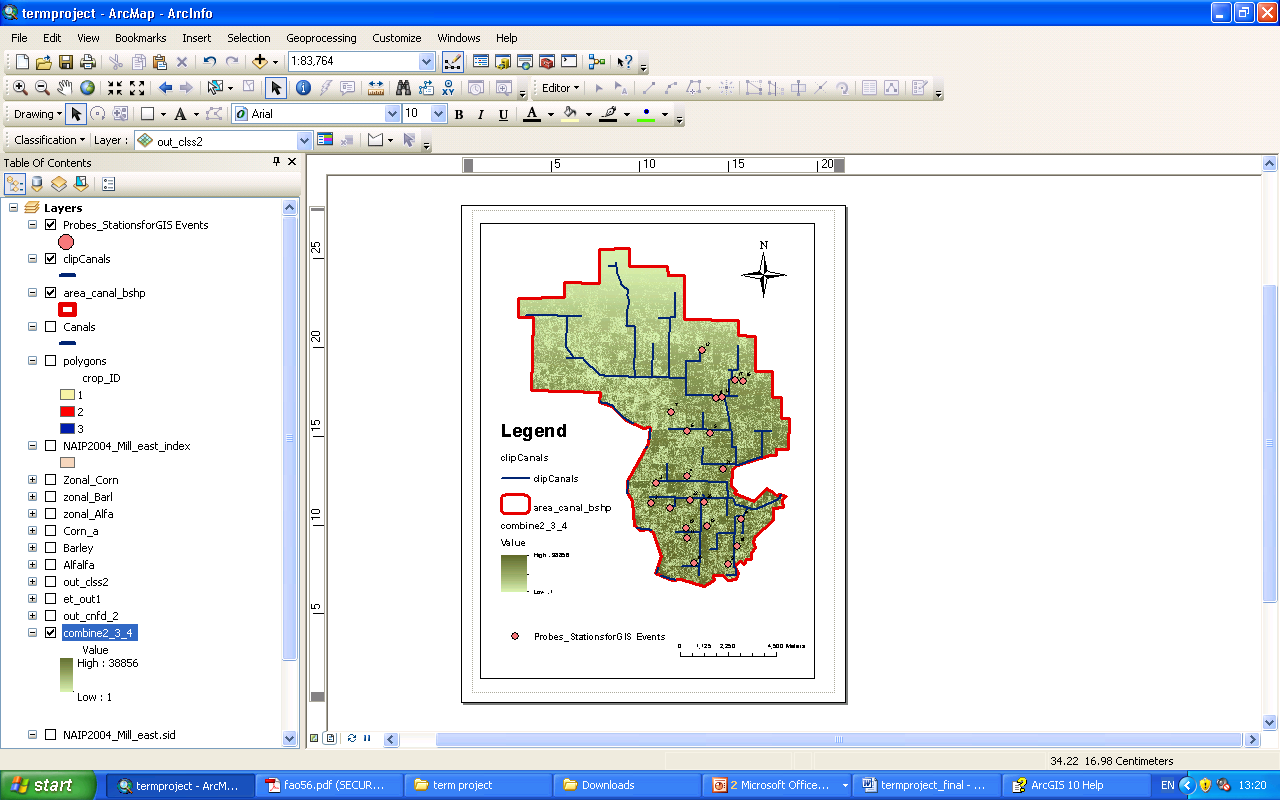 termproject - ArcMap - ArcInfo
File Edit View Bookmarks Insert Selection Geoprocessing Customize Windows Help
1:83,764
Editor
Drawing A Arial 10 B I U A
Classification Layer : out_clss2
Table Of Contents
Layers
Probes_StationsforGIS Events
clipCanals
area_canal_bshp
Canals
polygons
crop_ID
1
2
3
NAIP2004_Mill_east_index
Zonal_Corn
zonal_Barl
zonal_Alfa
Corn_a
Barley
Alfalfa
out_clss2
et_out1
out_cnfd_2
combine2_3_4
Value
High : 38856
Low : 1
NAIP2004_Mill_east.sid
5 10 15 20
25
20
15
10
5
N
Legend
clipCanals
clipCanals
area_canal_bshp
combine2_3_4
Value
High : 38856
Low : 1
Probes_StationsforGIS Events
0 1,125 2,250 4,500 Meters
34.22 16.98 Centimeters
start termproject - ArcM... fao56.pdf (SECUR... term project Downloads 2 Microsoft Office... termproject_final - ... ArcGIS 10 Help EN 13:20